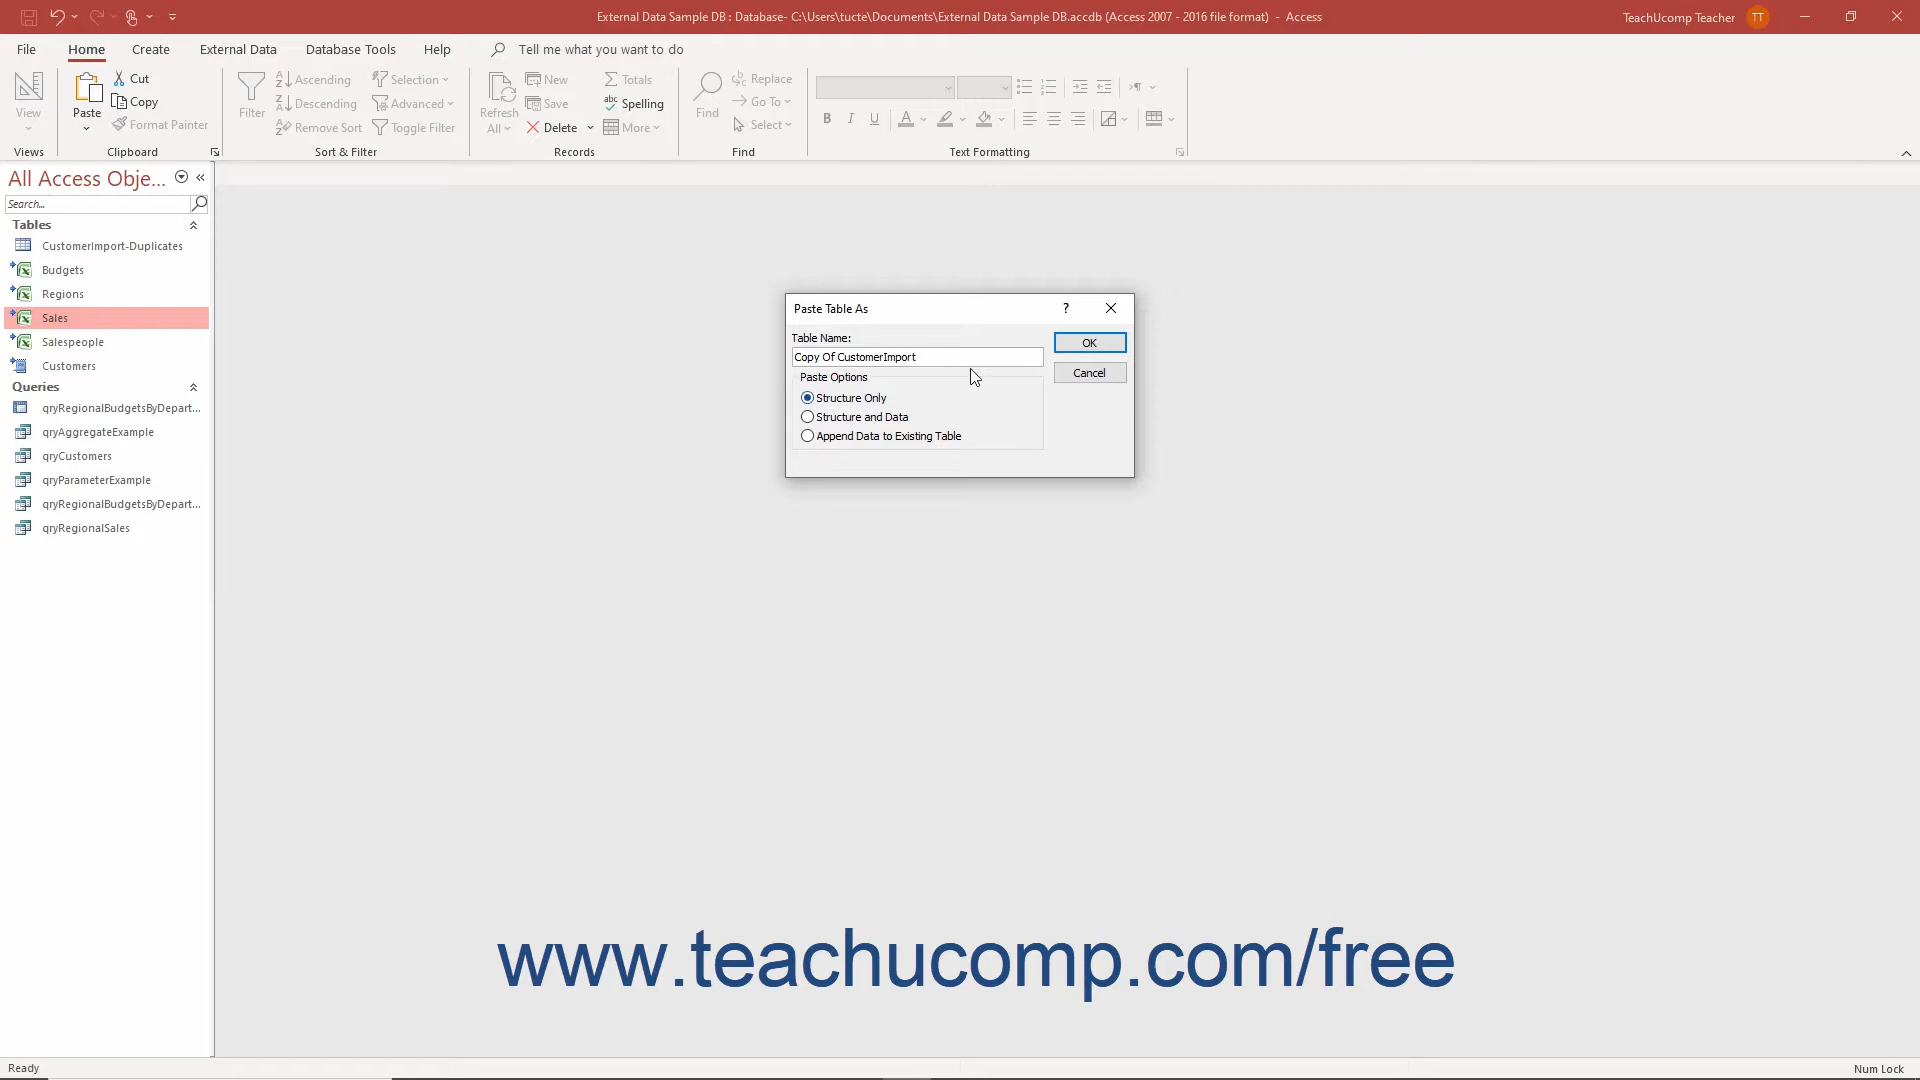 External Data Sample DB : Database- C:\Users\tucte\Documents\External Data Sample DB.accdb (Access 2007 - 2016 file format) - Access
TeachUcomp Teacher TT
File Home Create External Data Database Tools Help Tell me what you want to do
View
Views
Paste
Cut
Copy
Format Painter
Clipboard
Filter
Ascending
Descending
Remove Sort
Selection
Advanced
Toggle Filter
Sort & Filter
Refresh
All
New
Save
Delete
Totals
Spelling
More
Records
Find
Replace
Go To
Select
Find
B I U A
Text Formatting
All Access Obje...
Search...
Tables
CustomerImport-Duplicates
Budgets
Regions
Sales
Salespeople
Customers
Queries
qryRegionalBudgetsByDepart...
qryAggregateExample
qryCustomers
qryParameterExample
qryRegionalBudgetsByDepart...
qryRegionalSales
Paste Table As ?
Table Name:
Copy Of CustomerImport
OK
Cancel
Paste Options
Structure Only
Structure and Data
Append Data to Existing Table
www.teachucomp.com/free
Ready
Num Lock